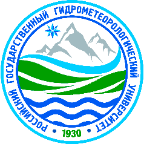 РОССИЙСКИЙ ГОСУДАРСТВЕННЫЙ ГИДРОМЕТЕОРОЛОГИЧЕСКИЙ УНИВЕРСИТЕТ
1930